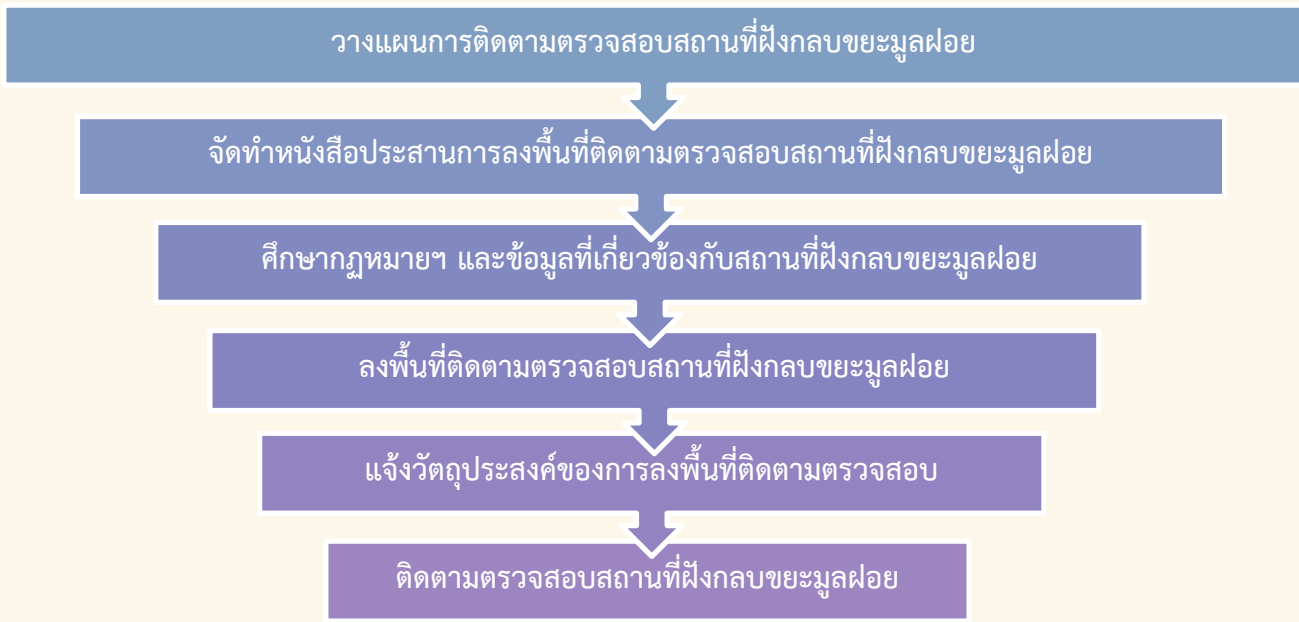 วางแผนการติดตามตรวจสอบสถานที่ฝังกลบขยะมูลฝอย
จัดทำหนังสือประสานการลงพื้นที่ติดตามตรวจสอบสถานที่ฝังกลบขยะมูลฝอย
ศึกษากฎหมายฯ และข้อมูลที่เกี่ยวข้องกับสถานที่ฝังกลบขยะมูลฝอย
ลงพื้นที่ติดตามตรวจสอบสถานที่ฝังกลบขยะมูลฝอย
แจ้งวัตถุประสงค์ของการลงพื้นที่ติดตามตรวจสอบ
ติดตามตรวจสอบสถานที่ฝังกลบขยะมูลฝอย